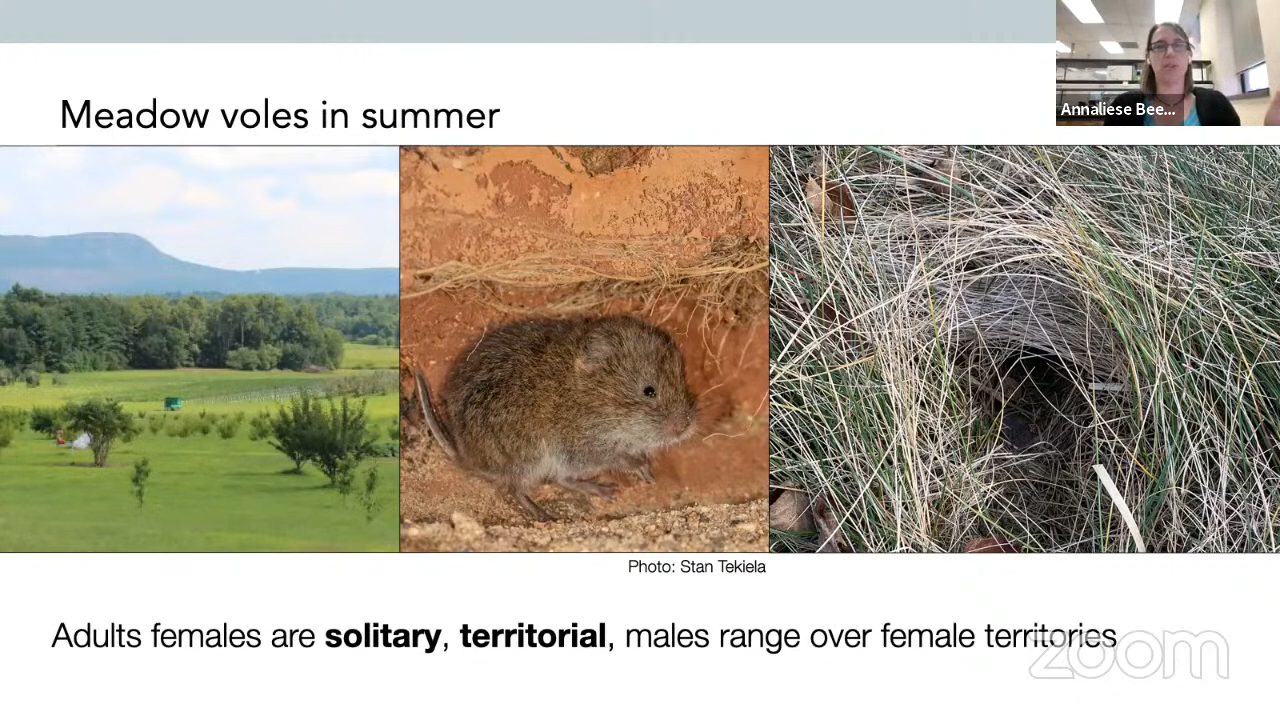 Annaliese Bee...
Meadow voles in summer
Photo: Stan Tekiela
Adults females are solitary, territorial, males range over female territories
zoom